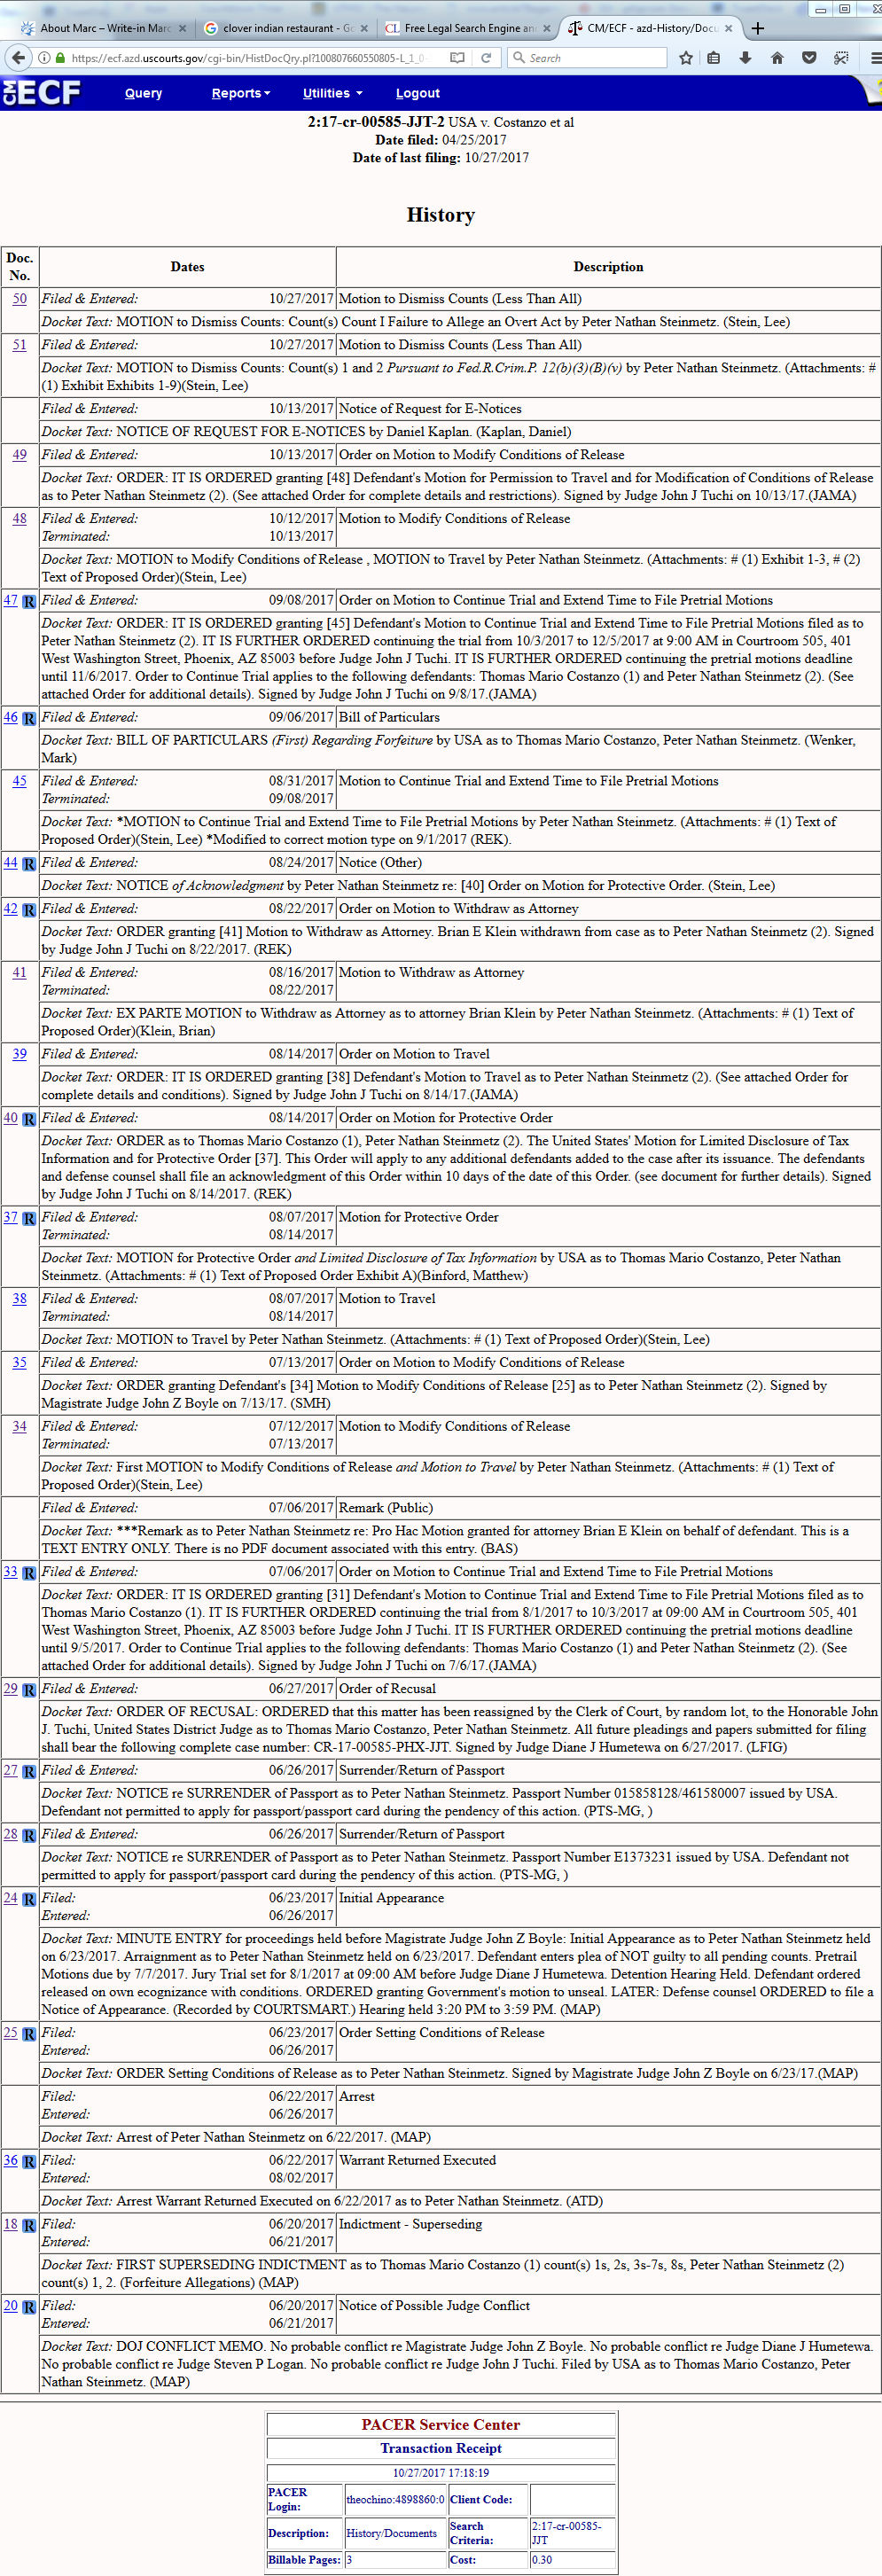 About Marc – Write-in Marc
clover indian restaurant - Go
Free Legal Search Engine and
CM/ECF - azd-History/Docu
https://ecf.azd.uscourts.gov/cgi-bin/HistDocQry.pl?100807660550805-L_1_0
Search
CM ECF Query Reports Utilities Logout
2:17-cr-00585-JJT-2 USA v. Costanzo et al
Date filed: 04/25/2017
Date of last filing: 10/27/2017
History
Doc. No. Dates Description
50 Filed & Entered: 10/27/2017 Motion to Dismiss Counts (Less Than All)
Docket Text: MOTION to Dismiss Counts: Count(s) Count I Failure to Allege an Overt Act by Peter Nathan Steinmetz. (Stein, Lee)
51 Filed & Entered: 10/27/2017 Motion to Dismiss Counts (Less Than All)
Docket Text: MOTION to Dismiss Counts: Count(s) 1 and 2 Pursuant to Fed.R.Crim.P. 12(b)(3)(B)(v) by Peter Nathan Steinmetz. (Attachments: #
(1) Exhibit Exhibits 1-9)(Stein, Lee)
Filed & Entered: 10/13/2017 Notice of Request for E-Notices
Docket Text: NOTICE OF REQUEST FOR E-NOTICES by Daniel Kaplan. (Kaplan, Daniel)
49 Filed & Entered: 10/13/2017 Order on Motion to Modify Conditions of Release
Docket Text: ORDER: IT IS ORDERED granting [48] Defendant's Motion for Permission to Travel and for Modification of Conditions of Release
as to Peter Nathan Steinmetz (2). (See attached Order for complete details and restrictions). Signed by Judge John J Tuchi on 10/13/17.(JAMA)
48 Filed & Entered: 10/12/2017 Motion to Modify Conditions of Release
Terminated: 10/13/2017
Docket Text: MOTION to Modify Conditions of Release , MOTION to Travel by Peter Nathan Steinmetz. (Attachments: # (1) Exhibit 1-3, # (2)
Text of Proposed Order)(Stein, Lee)
47 R Filed & Entered: 09/08/2017 Order on Motion to Continue Trial and Extend Time to File Pretrial Motions
Docket Text: ORDER: IT IS ORDERED granting [45] Defendant's Motion to Continue Trial and Extend Time to File Pretrial Motions filed as to
Peter Nathan Steinmetz (2). IT IS FURTHER ORDERED continuing the trial from 10/3/2017 to 12/5/2017 at 9:00 AM in Courtroom 505, 401
West Washington Street, Phoenix, AZ 85003 before Judge John J Tuchi. IT IS FURTHER ORDERED continuing the pretrial motions deadline
until 11/6/2017. Order to Continue Trial applies to the following defendants: Thomas Mario Costanzo (1) and Peter Nathan Steinmetz (2). (See
attached Order for additional details). Signed by Judge John J Tuchi on 9/8/17.(JAMA)
46 R Filed & Entered: 09/06/2017 Bill of Particulars
Docket Text: BILL OF PARTICULARS (First) Regarding Forfeiture by USA as to Thomas Mario Costanzo, Peter Nathan Steinmetz. (Wenker,
Mark)
45 Filed & Entered: 08/31/2017 Motion to Continue Trial and Extend Time to File Pretrial Motions
Terminated: 09/08/2017
Docket Text: *MOTION to Continue Trial and Extend Time to File Pretrial Motions by Peter Nathan Steinmetz. (Attachments: # (1) Text of
Proposed Order)(Stein, Lee) *Modified to correct motion type on 9/1/2017 (REK).
44 R Filed & Entered: 08/24/2017 Notice (Other)
Docket Text: NOTICE of Acknowledgment by Peter Nathan Steinmetz re: [40] Order on Motion for Protective Order. (Stein, Lee)
42 R Filed & Entered: 08/22/2017 Order on Motion to Withdraw as Attorney
Docket Text: ORDER granting [41] Motion to Withdraw as Attorney. Brian E Klein withdrawn from case as to Peter Nathan Steinmetz (2). Signed
by Judge John J Tuchi on 8/22/2017. (REK)
41 Filed & Entered: 08/16/2017 Motion to Withdraw as Attorney
Terminated: 08/22/2017
Docket Text: EX PARTE MOTION to Withdraw as Attorney as to attorney Brian Klein by Peter Nathan Steinmetz. (Attachments: # (1) Text of
Proposed Order)(Klein, Brian)
39 Filed & Entered: 08/14/2017 Order on Motion to Travel
Docket Text: ORDER: IT IS ORDERED granting [38] Defendant's Motion to Travel as to Peter Nathan Steinmetz (2). (See attached Order for
complete details and conditions). Signed by Judge John J Tuchi on 8/14/17.(JAMA)
40 R Filed & Entered: 08/14/2017 Order on Motion for Protective Order
Docket Text: ORDER as to Thomas Mario Costanzo (1), Peter Nathan Steinmetz (2). The United States' Motion for Limited Disclosure of Tax
Information and for Protective Order [37]. This Order will apply to any additional defendants added to the case after its issuance. The defendants
and defense counsel shall file an acknowledgment of this Order within 10 days of the date of this Order. (see document for further details). Signed
by Judge John J Tuchi on 8/14/2017. (REK)
37 R Filed & Entered: 08/07/2017 Motion for Protective Order
Terminated: 08/14/2017
Docket Text: MOTION for Protective Order and Limited Disclosure of Tax Information by USA as to Thomas Mario Costanzo, Peter Nathan
Steinmetz. (Attachments: # (1) Text of Proposed Order Exhibit A)(Binford, Matthew)
38 Filed & Entered: 08/07/2017 Motion to Travel
Terminated: 08/14/2017
Docket Text: MOTION to Travel by Peter Nathan Steinmetz. (Attachments: # (1) Text of Proposed Order)(Stein, Lee)
35 Filed & Entered: 07/13/2017 Order on Motion to Modify Conditions of Release
Docket Text: ORDER granting Defendant's [34] Motion to Modify Conditions of Release [25] as to Peter Nathan Steinmetz (2). Signed by
Magistrate Judge John Z Boyle on 7/13/17. (SMH)
34 Filed & Entered: 07/12/2017 Motion to Modify Conditions of Release
Terminated: 07/13/2017
Docket Text: First MOTION to Modify Conditions of Release and Motion to Travel by Peter Nathan Steinmetz. (Attachments: # (1) Text of
Proposed Order)(Stein, Lee)
Filed & Entered: 07/06/2017 Remark (Public)
Docket Text: ***Remark as to Peter Nathan Steinmetz re: Pro Hac Motion granted for attorney Brian E Klein on behalf of defendant. This is a
TEXT ENTRY ONLY. There is no PDF document associated with this entry. (BAS)
33 R Filed & Entered: 07/06/2017 Order on Motion to Continue Trial and Extend Time to File Pretrial Motions
Docket Text: ORDER: IT IS ORDERED granting [31] Defendant's Motion to Continue Trial and Extend Time to File Pretrial Motions filed as to
Thomas Mario Costanzo (1). IT IS FURTHER ORDERED continuing the trial from 8/1/2017 to 10/3/2017 at 09:00 AM in Courtroom 505, 401
West Washington Street, Phoenix, AZ 85003 before Judge John J Tuchi. IT IS FURTHER ORDERED continuing the pretrial motions deadline
until 9/5/2017. Order to Continue Trial applies to the following defendants: Thomas Mario Costanzo (1) and Peter Nathan Steinmetz (2). (See
attached Order for additional details). Signed by Judge John J Tuchi on 7/6/17.(JAMA)
29 R Filed & Entered: 06/27/2017 Order of Recusal
Docket Text: ORDER OF RECUSAL: ORDERED that this matter has been reassigned by the Clerk of Court, by random lot, to the Honorable John
J. Tuchi, United States District Judge as to Thomas Mario Costanzo, Peter Nathan Steinmetz. All future pleadings and papers submitted for filing
shall bear the following complete case number: CR-17-00585-PHX-JJT. Signed by Judge Diane J Humetewa on 6/27/2017. (LFIG)
27 R Filed & Entered: 06/26/2017 Surrender/Return of Passport
Docket Text: NOTICE re SURRENDER of Passport as to Peter Nathan Steinmetz. Passport Number 015858128/461580007 issued by USA.
Defendant not permitted to apply for passport/passport card during the pendency of this action. (PTS-MG, )
28 R Filed & Entered: 06/26/2017 Surrender/Return of Passport
Docket Text: NOTICE re SURRENDER of Passport as to Peter Nathan Steinmetz. Passport Number E1373231 issued by USA. Defendant not
permitted to apply for passport/passport card during the pendency of this action. (PTS-MG, )
24 R Filed: 06/23/2017 Initial Appearance
Entered: 06/26/2017
Docket Text: MINUTE ENTRY for proceedings held before Magistrate Judge John Z Boyle: Initial Appearance as to Peter Nathan Steinmetz held
on 6/23/2017. Arraignment as to Peter Nathan Steinmetz held on 6/23/2017. Defendant enters plea of NOT guilty to all pending counts. Pretrail
Motions due by 7/7/2017. Jury Trial set for 8/1/2017 at 09:00 AM before Judge Diane J Humetewa. Detention Hearing Held. Defendant ordered
released on own ecognizance with conditions. ORDERED granting Government's motion to unseal. LATER: Defense counsel ORDERED to file a
Notice of Appearance. (Recorded by COURTSMART.) Hearing held 3:20 PM to 3:59 PM. (MAP)
25 R Filed: 06/23/2017 Order Setting Conditions of Release
Entered: 06/26/2017
Docket Text: ORDER Setting Conditions of Release as to Peter Nathan Steinmetz. Signed by Magistrate Judge John Z Boyle on 6/23/17.(MAP)
Filed: 06/22/2017 Arrest
Entered: 06/26/2017
Docket Text: Arrest of Peter Nathan Steinmetz on 6/22/2017. (MAP)
36 R Filed: 06/22/2017 Warrant Returned Executed
Entered: 08/02/2017
Docket Text: Arrest Warrant Returned Executed on 6/22/2017 as to Peter Nathan Steinmetz. (ATD)
18 R Filed: 06/20/2017 Indictment - Superseding
Entered: 06/21/2017
Docket Text: FIRST SUPERSEDING INDICTMENT as to Thomas Mario Costanzo (1) count(s) 1s, 2s, 3s-7s, 8s, Peter Nathan Steinmetz (2)
count(s) 1, 2. (Forfeiture Allegations) (MAP)
20 R Filed: 06/20/2017 Notice of Possible Judge Conflict
Entered: 06/21/2017
Docket Text: DOJ CONFLICT MEMO. No probable conflict re Magistrate Judge John Z Boyle. No probable conflict re Judge Diane J Humetewa.
No probable conflict re Judge Steven P Logan. No probable conflict re Judge John J Tuchi. Filed by USA as to Thomas Mario Costanzo, Peter
Nathan Steinmetz. (MAP)
PACER Service Center
Transaction Receipt
10/27/2017 17:18:19
PACER Login: theochino:4898860:0 Client Code:
Description: History/Documents Search Criteria: 2:17-cr-00585-JJT
Billable Pages: 3 Cost: 0.30